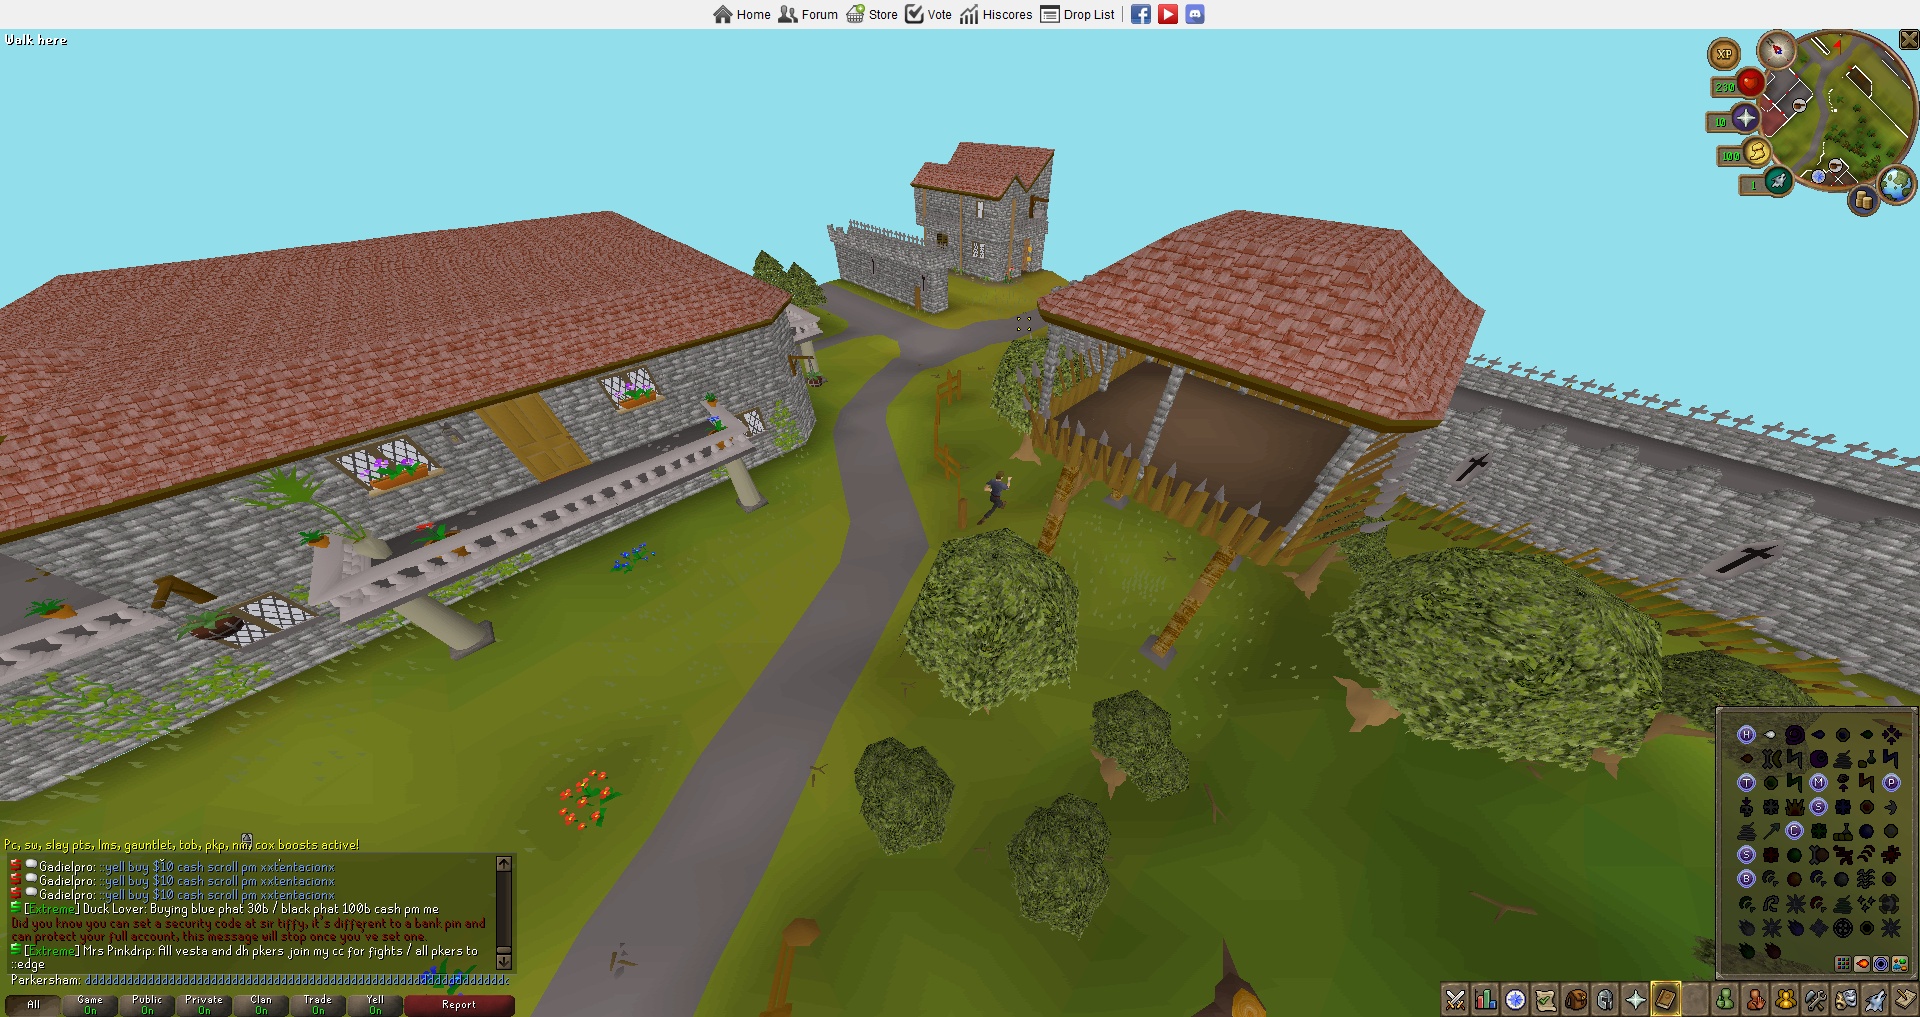 Home Forum Store Vote Hiscores Drop List
Walk here
XP
230
10
100
1
Pc, sw, slay pts, lms, gauntlet, tob, pkp, nm, cox boosts active!
Gadielpro: ::yell buy $10 cash scroll pm xxtentacionx
Gadielpro: ::yell buy $10 cash scroll pm xxtentacionx
Gadielpro: ::yell buy $10 cash scroll pm xxtentacionx
[Extreme] Duck Lover: Buying blue phat 30b / black phat 100b cash pm me
Did you know you can set a security code at sir tiffy, it's different to a bank pin and
can protect your full account, this message will stop once you've set one.
[Extreme] Mrs Pinkdrip: All vesta and dh pkers join my cc for fights / all pkers to
::edge
Parkersham:
All Game Public Private Clan Trade Yell Report
On On On On On On
H
T M P
S
C
S
B